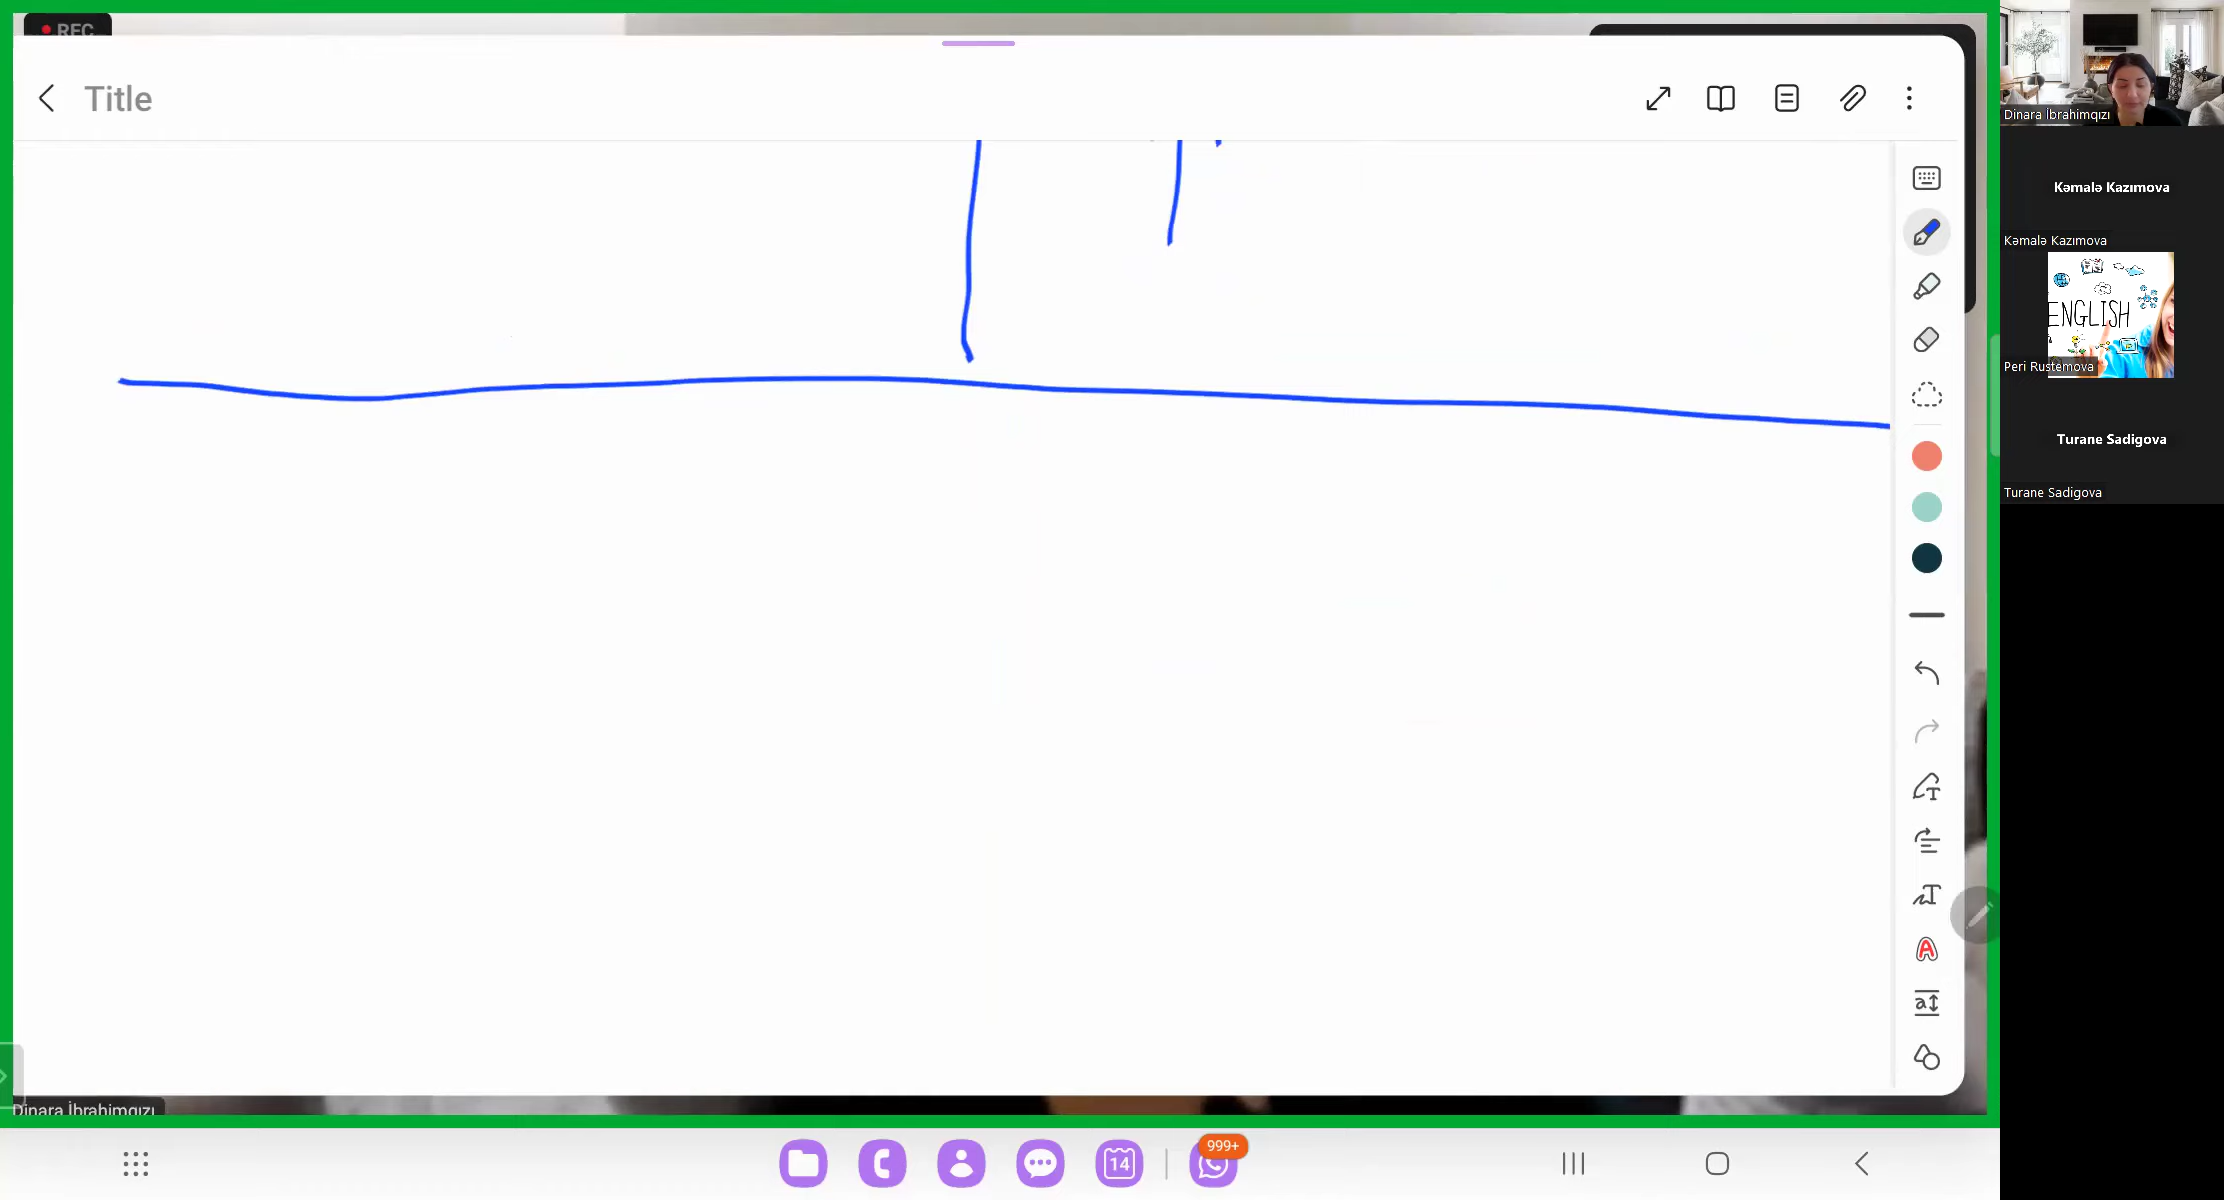 REC
Title
Dinara İbrahimqızı
Kəmalə Kazımova
Kəmalə Kazımova
ENGLISH
Peri Rustemova
Turane Sadigova
Turane Sadigova
T
T
A
a
Dinara İbrahimqızı
14
999+